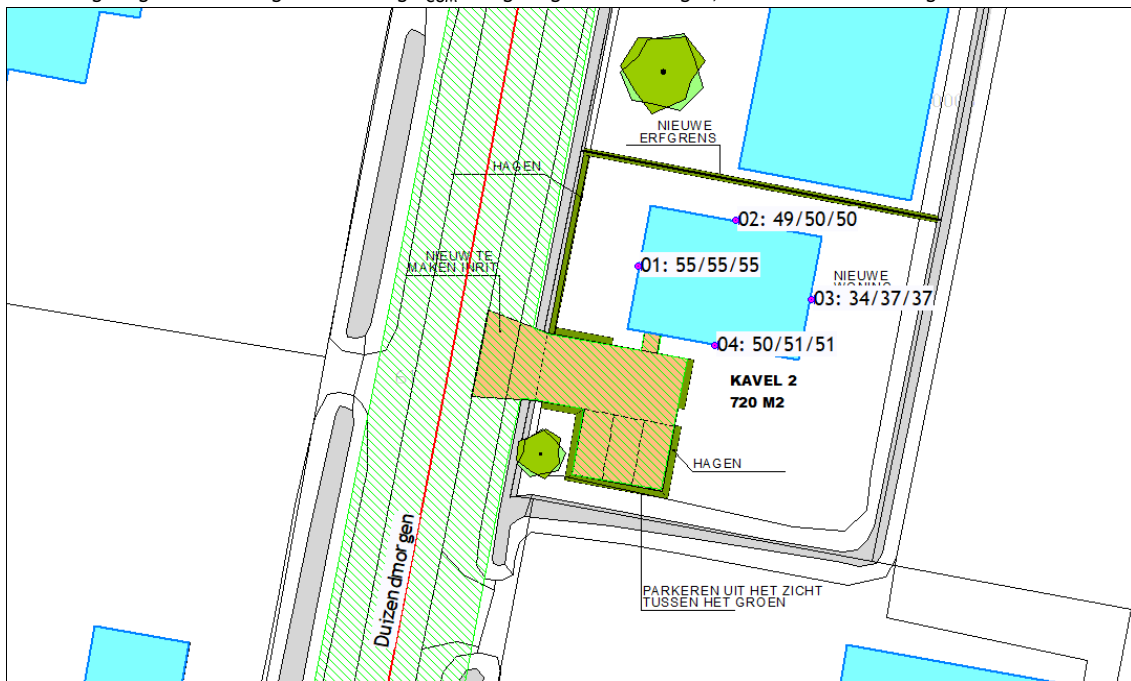 NIEUWE
ERFGRENS
HAGEN
02: 49/50/50
NIEUW TE
MAKEN INRIT
01: 55/55/55
NIEUWE
WONING
03: 34/37/37
04: 50/51/51
KAVEL 2
720 M2
HAGEN
Duizendmorgen
PARKEREN UIT HET ZICHT
TUSSEN HET GROEN